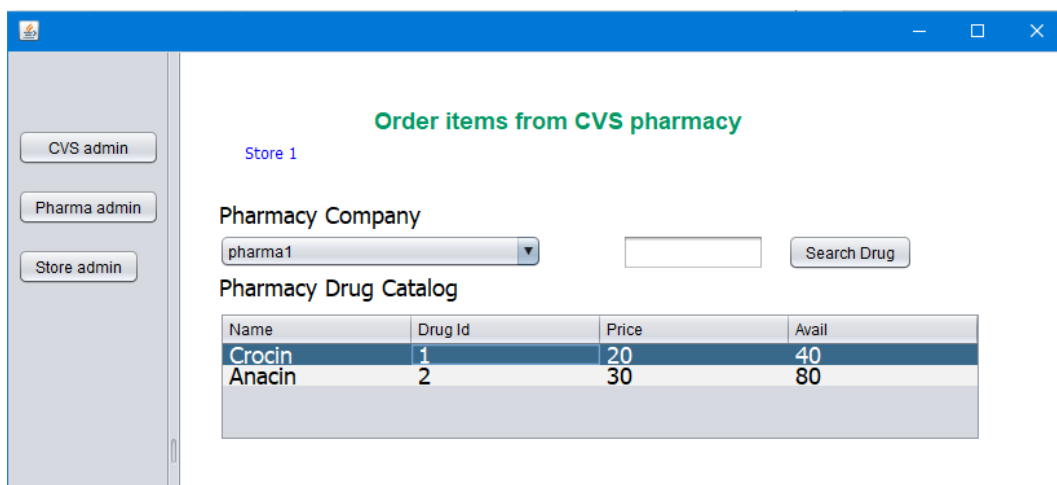 Order items from CVS pharmacy
CVS admin
Store 1
Pharma admin
Pharmacy Company
Store admin
pharma1
Search Drug
Pharmacy Drug Catalog
Name Drug Id Price Avail
Crocin 1 20 40
Anacin 2 30 80